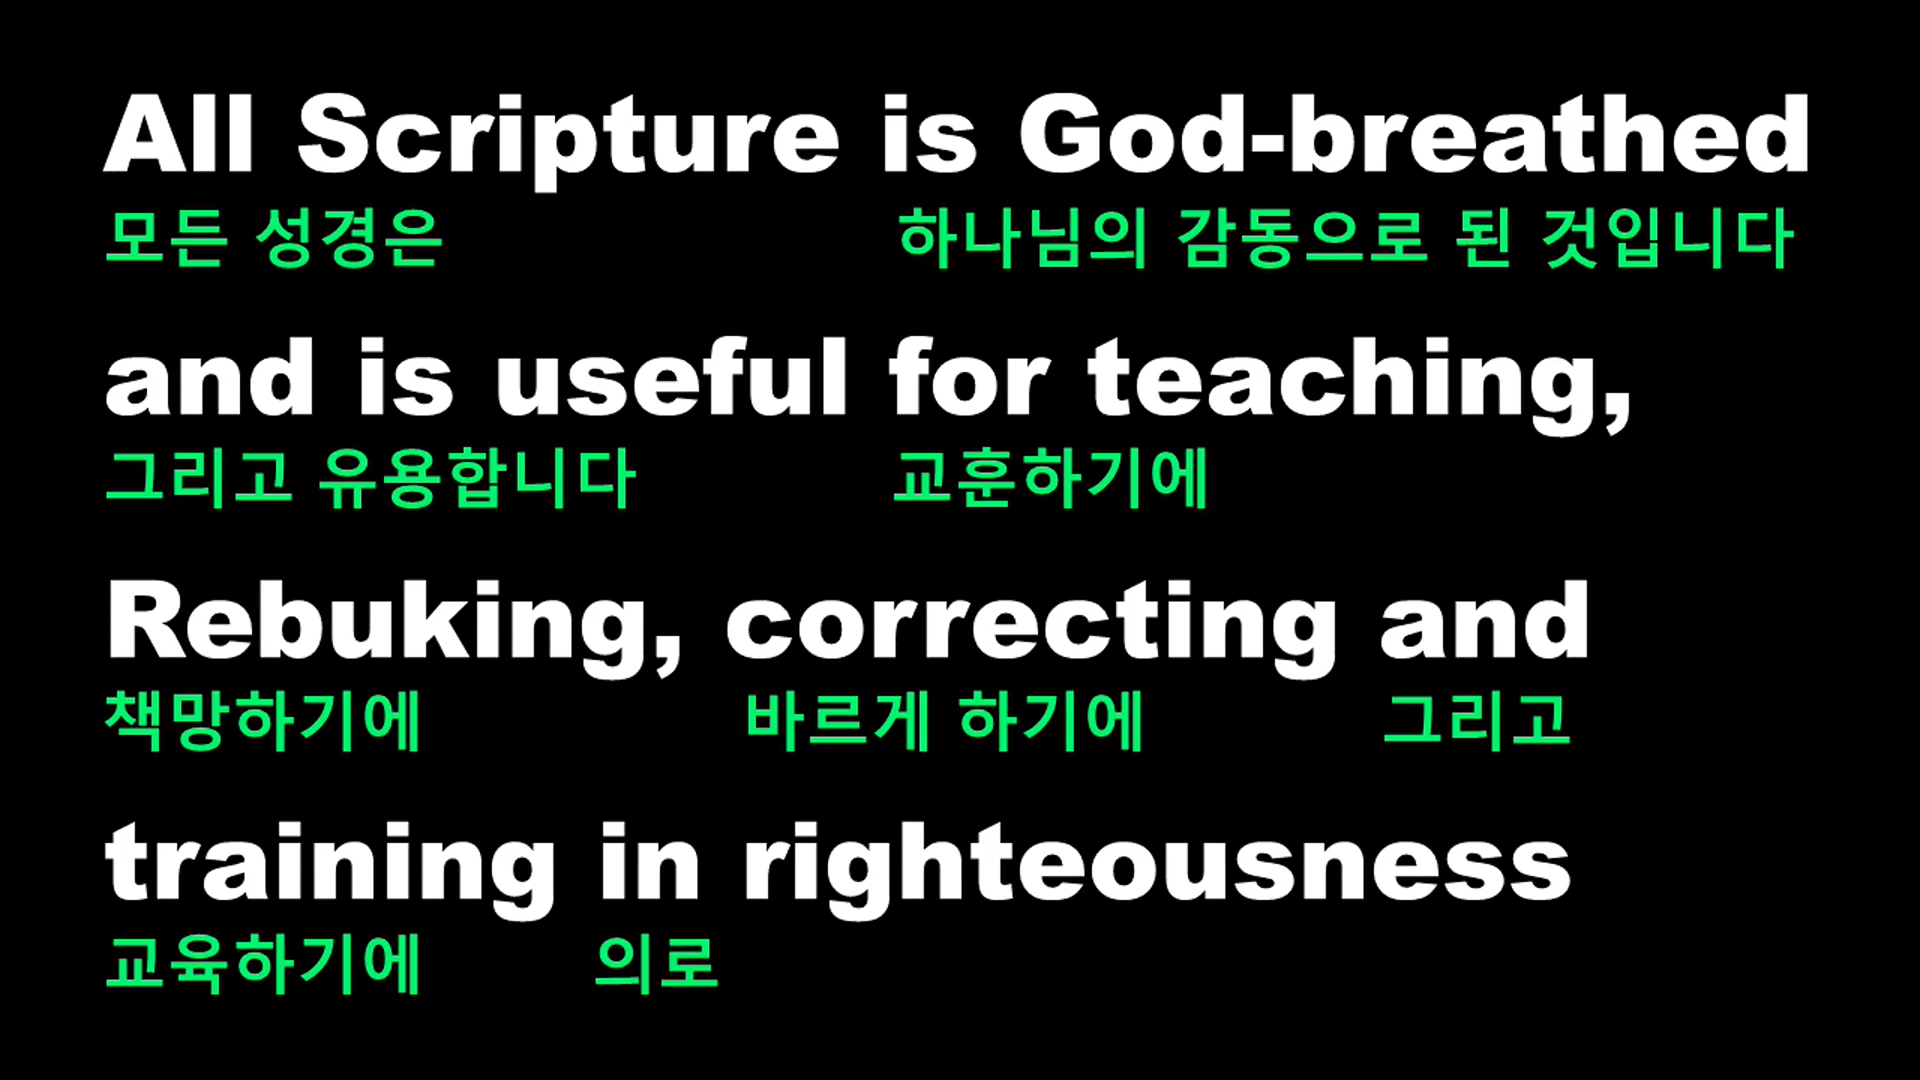 All Scripture is God-breathed
모든 성경은 하나님의 감동으로 된 것입니다
and is useful for teaching,
그리고 유용합니다 교훈하기에
Rebuking, correcting and
책망하기에 바르게 하기에 그리고
training in righteousness
교육하기에 의로